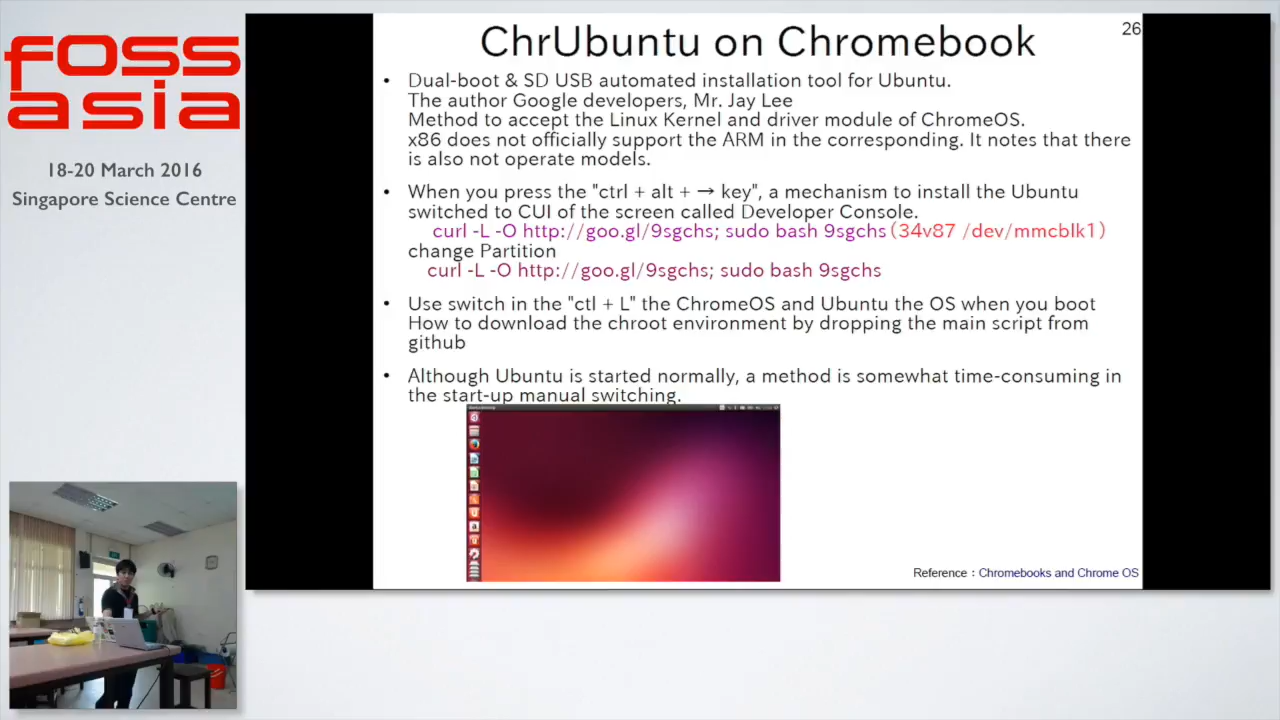 foss
asia
18-20 March 2016
Singapore Science Centre
ChrUbuntu on Chromebook
26
• Dual-boot & SD USB automated installation tool for Ubuntu.
The author Google developers, Mr. Jay Lee
Method to accept the Linux Kernel and driver module of ChromeOS.
x86 does not officially support the ARM in the corresponding. It notes that there
is also not operate models.
• When you press the "ctrl + alt + → key", a mechanism to install the Ubuntu
switched to CUI of the screen called Developer Console.
curl -L -O http://goo.gl/9sgchs; sudo bash 9sgchs(34v87 /dev/mmcblk1)
change Partition
curl -L -O http://goo.gl/9sgchs; sudo bash 9sgchs
• Use switch in the "ctl + L" the ChromeOS and Ubuntu the OS when you boot
How to download the chroot environment by dropping the main script from
github
• Although Ubuntu is started normally, a method is somewhat time-consuming in
the start-up manual switching.
Reference : Chromebooks and Chrome OS